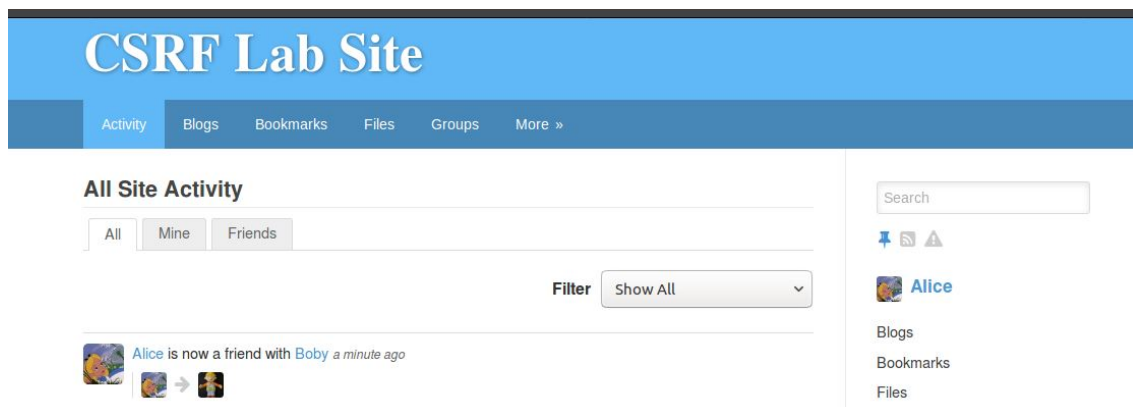 CSRF Lab Site
Activity Blogs Bookmarks Files Groups More »
All Site Activity
All Mine Friends
Filter Show All
Alice is now a friend with Boby a minute ago
Search
Alice
Blogs
Bookmarks
Files